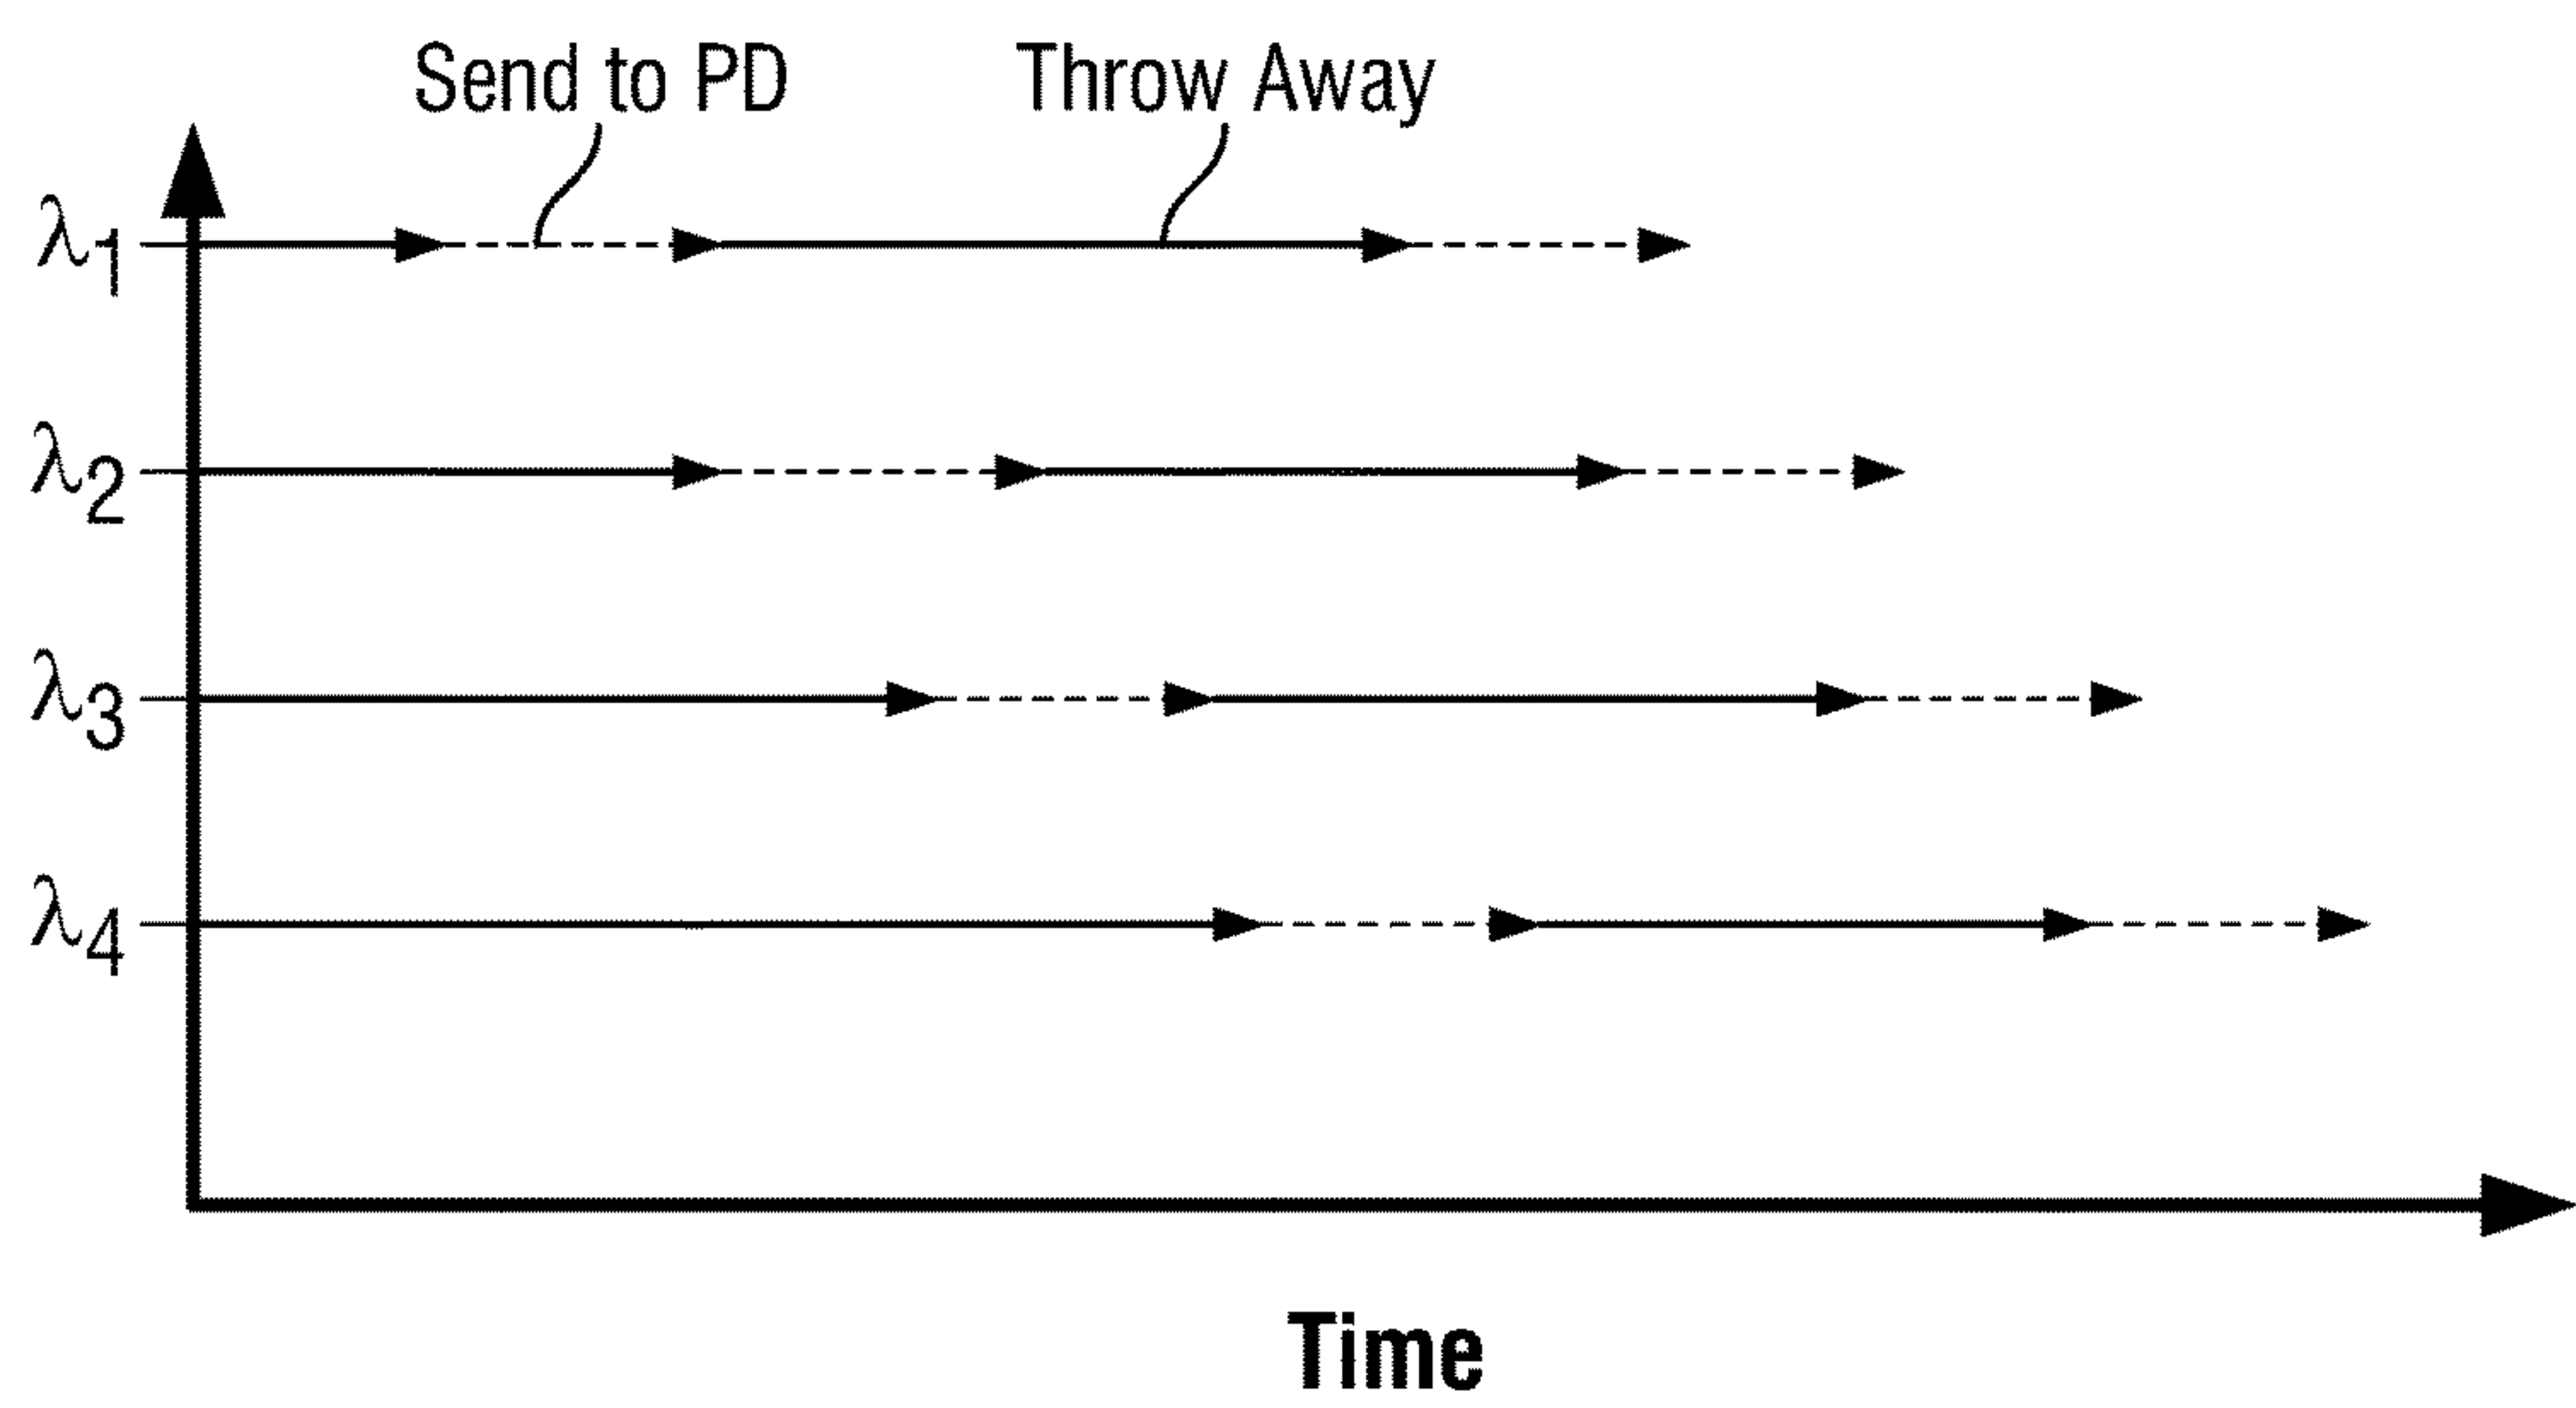 Send to PD Throw Away
λ1
λ2
λ3
λ4
Time